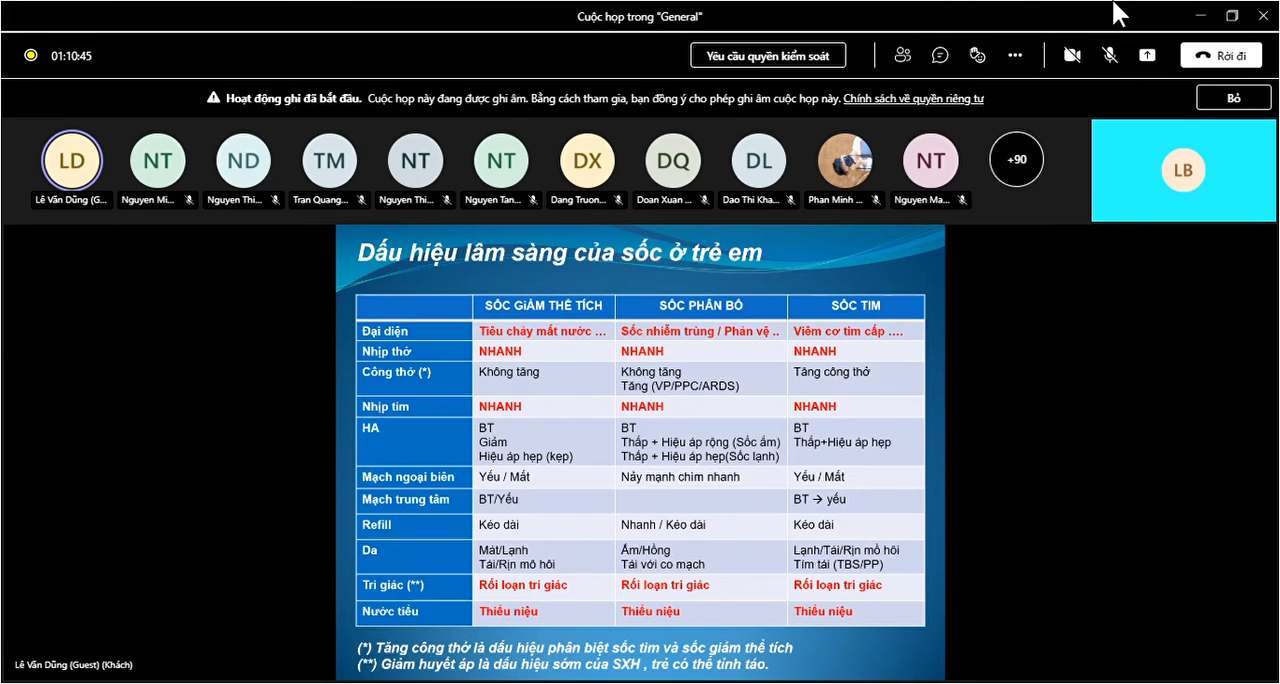 Cuộc họp trong "General"
01:10:45
Yêu cầu quyền kiểm soát
Rời đi
Hoạt động ghi đã bắt đầu. Cuộc họp này đang được ghi âm. Bằng cách tham gia, bạn đồng ý cho phép ghi âm cuộc họp này. Chính sách về quyền riêng tư
Bỏ
LD NT ND TM NT NT DX DQ DL NT +90
LB
Lê Văn Dũng (G... Nguyen Mi... Nguyen Thi... Tran Quang... Nguyen Thi... Nguyen Tan... Dang Truon... Doan Xuan ... Dao Thi Kha... Phan Minh ... Nguyen Ma...
Dấu hiệu lâm sàng của sốc ở trẻ em
SỐC GIẢM THỂ TÍCH SỐC PHÂN BỐ SỐC TIM
Đại diện Tiêu chảy mất nước ... Sốc nhiễm trùng / Phản vệ .. Viêm cơ tim cấp ....
Nhịp thở NHANH NHANH NHANH
Công thở (*) Không tăng Không tăng Tăng công thở
Tăng (VP/PPC/ARDS)
Nhịp tim NHANH NHANH NHANH
HA BT BT BT
Giảm Thấp + Hiệu áp rộng (Sốc ấm) Thấp+Hiệu áp hẹp
Hiệu áp hẹp (kẹp) Thấp + Hiệu áp hẹp(Sốc lạnh)
Mạch ngoại biên Yếu / Mất Nảy mạnh chìm nhanh Yếu / Mất
Mạch trung tâm BT/Yếu BT → yếu
Refill Kéo dài Nhanh / Kéo dài Kéo dài
Da Mát/Lạnh Ấm/Hồng Lạnh/Tái/Rịn mồ hôi
Tái/Rịn mô hôi Tái với co mạch Tím tái (TBS/PP)
Tri giác (**) Rối loạn tri giác Rối loạn tri giác Rối loạn tri giác
Nước tiểu Thiểu niệu Thiểu niệu Thiểu niệu
(*) Tăng công thở là dấu hiệu phân biệt sốc tim và sốc giảm thể tích
(**) Giảm huyết áp là dấu hiệu sớm của SXH , trẻ có thể tỉnh táo.
Lê Văn Dũng (Guest) (Khách)